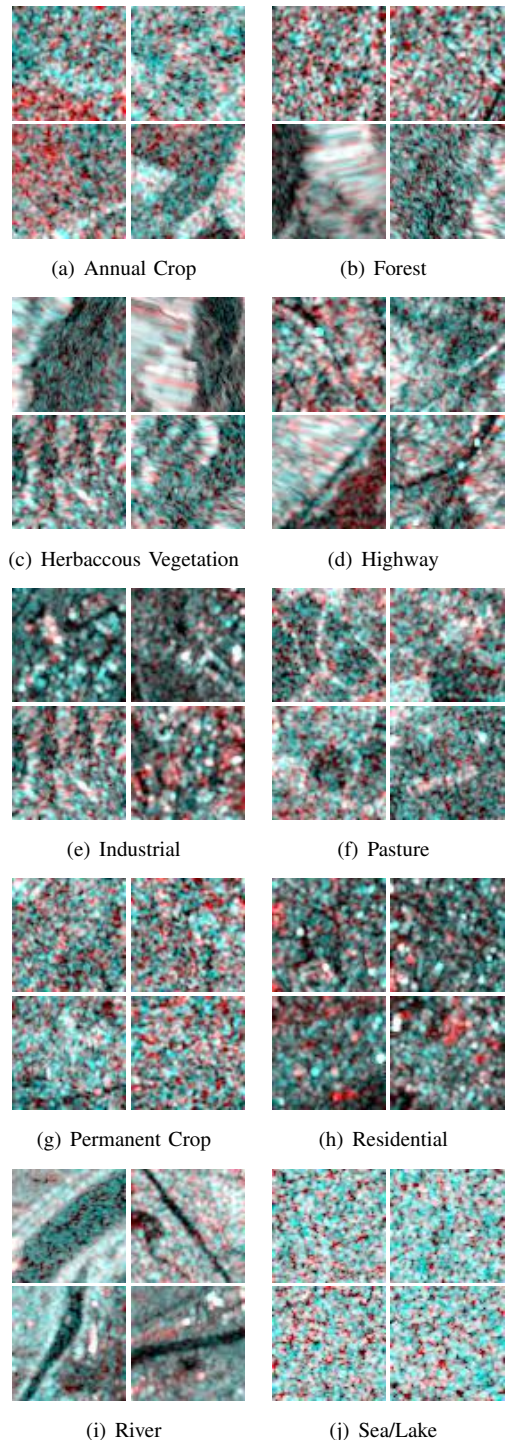 (a) Annual Crop
(b) Forest
(c) Herbaccous Vegetation
(d) Highway
(e) Industrial
(f) Pasture
(g) Permanent Crop
(h) Residential
(i) River
(j) Sea/Lake